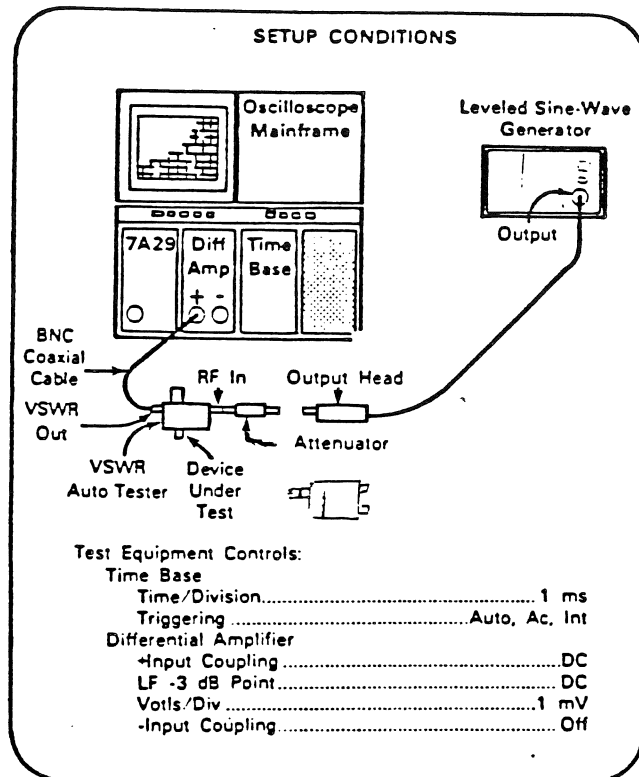 SETUP CONDITIONS
Oscilloscope
Mainframe
Leveled Sine-Wave
Generator
Output
7A29
Diff
Amp
+ -
Time
Base
BNC
Coaxial
Cable
RF In
Output Head
VSWR
Out
Attenuator
VSWR
Auto Tester
Device
Under
Test
Test Equipment Controls:
Time Base
Time/Division.......................................... 1 ms
Triggering ..............................Auto, Ac, Int
Differential Amplifier
+Input Coupling ..........................................DC
LF -3 dB Point..........................................DC
Votls/Div ..........................................1 mV
-Input Coupling.......................................... Off